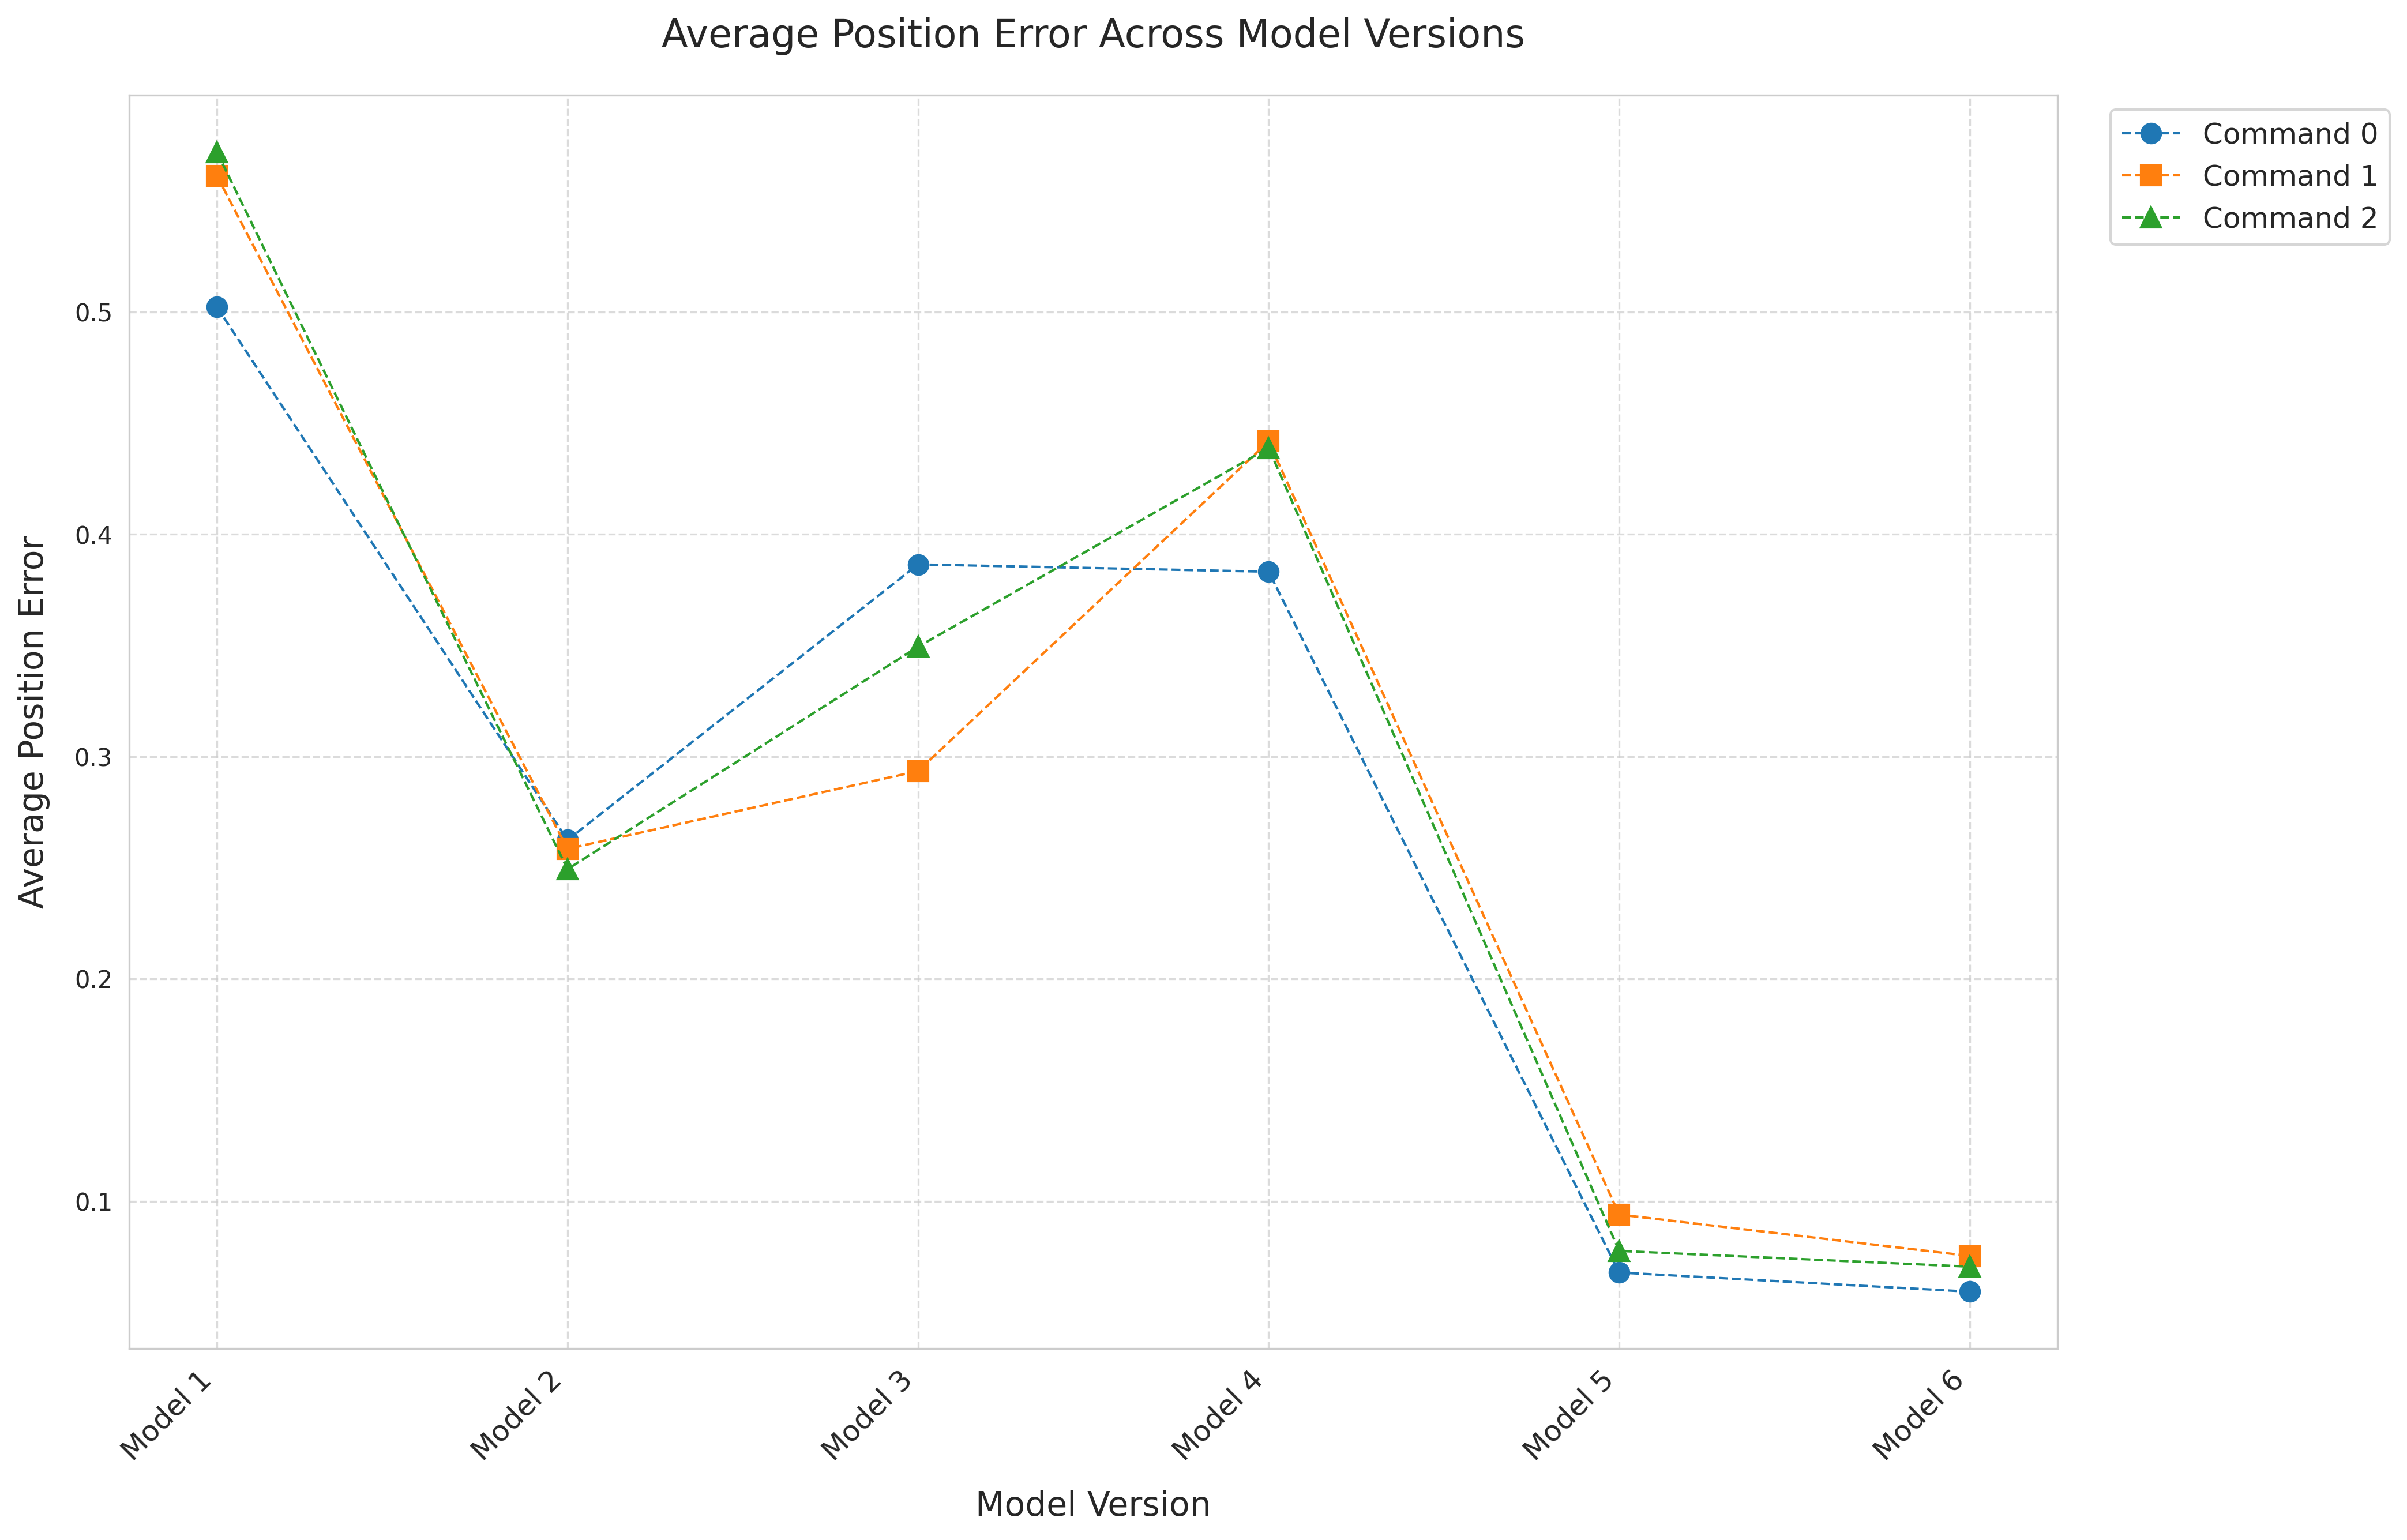 Average Position Error Across Model Versions
Command 0
Command 1
Command 2
Average Position Error
0.5
0.4
0.3
0.2
0.1
Model 1
Model 2
Model 3
Model 4
Model 5
Model 6
Model Version